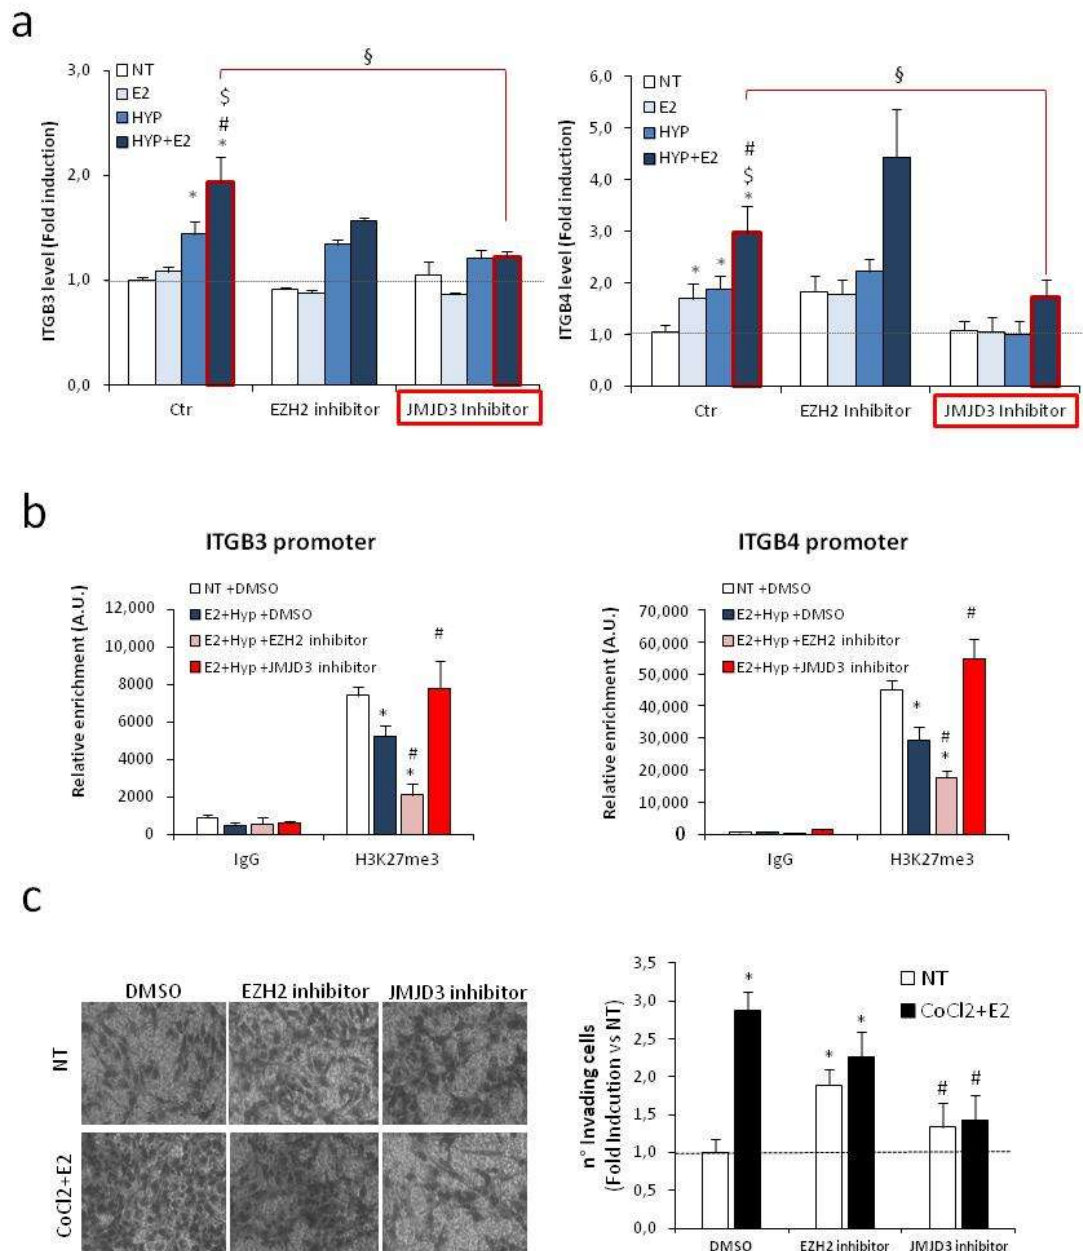 a
§
3,0
2,0
1,0
0,0
ITGB3 level (Fold induction)
NT
E2
HYP
HYP+E2
*
$
#
*
Ctr
EZH2 inhibitor
JMJD3 Inhibitor
§
6,0
5,0
4,0
3,0
2,0
1,0
0,0
ITGB4 level (Fold induction)
NT
E2
HYP
HYP+E2
*
*
#
$
*
Ctr
EZH2 Inhibitor
JMJD3 Inhibitor
b
ITGB3 promoter
NT +DMSO
E2+Hyp +DMSO
E2+Hyp +EZH2 inhibitor
E2+Hyp +JMJD3 inhibitor
12,000
10,000
8000
6000
4000
2000
0
Relative enrichment (A.U.)
*
#
*
#
IgG
H3K27me3
ITGB4 promoter
NT +DMSO
E2+Hyp +DMSO
E2+Hyp +EZH2 inhibitor
E2+Hyp +JMJD3 inhibitor
70,000
60,000
50,000
40,000
30,000
20,000
10,000
0
Relative enrichment (A.U.)
*
#
*
#
IgG
H3K27me3
c
DMSO
EZH2 inhibitor
JMJD3 inhibitor
NT
CoCl2+E2
3,5
3,0
2,5
2,0
1,5
1,0
0,5
0,0
n° Invading cells
(Fold Indcution vs NT)
NT
CoCl2+E2
*
*
*
#
#
DMSO
EZH2 inhibitor
JMJD3 inhibitor